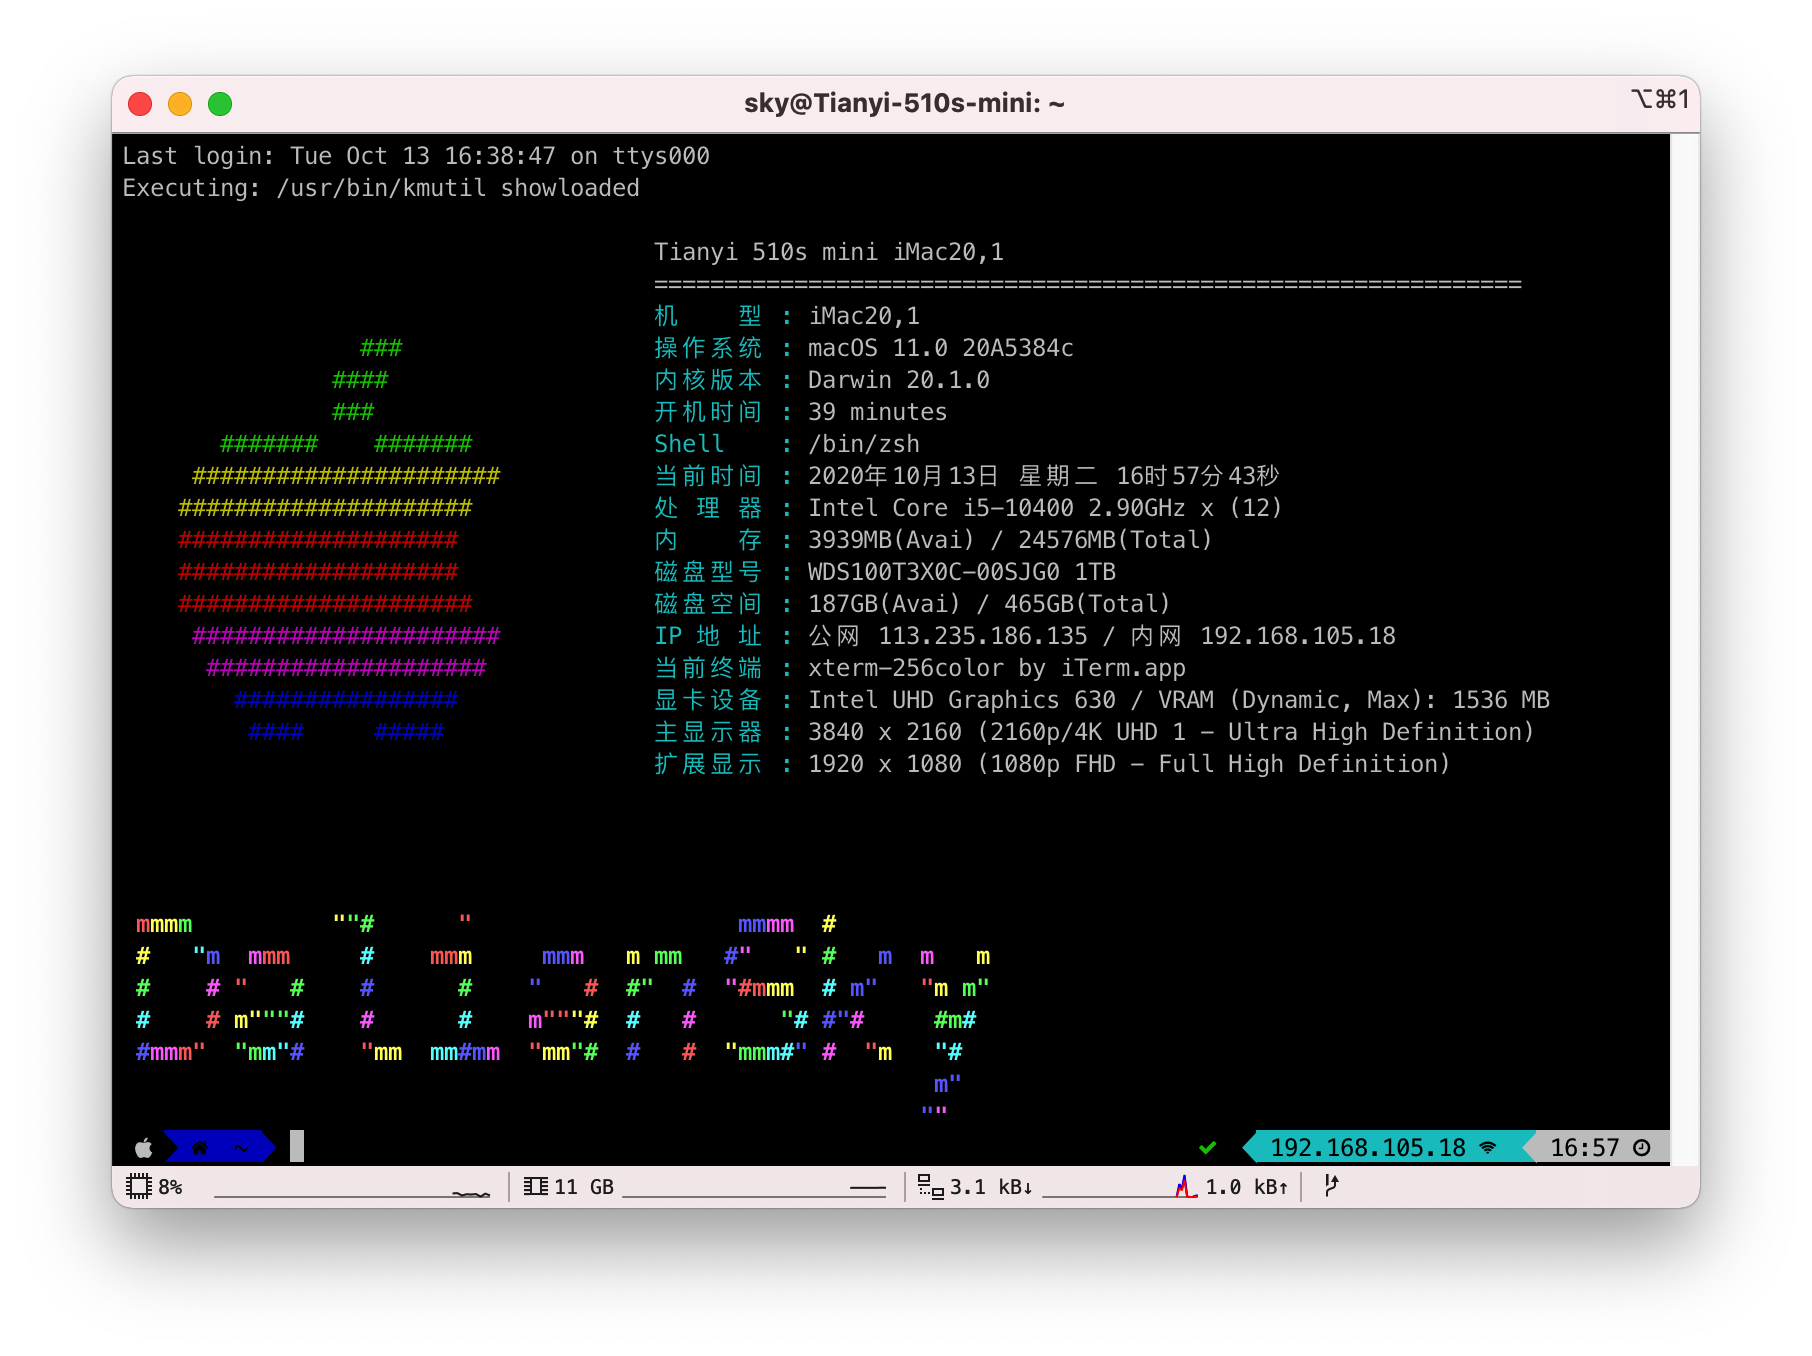 sky@Tianyi-510s-mini: ~
⌥⌘1
Last login: Tue Oct 13 16:38:47 on ttys000
Executing: /usr/bin/kmutil showloaded
Tianyi 510s mini iMac20,1
==============================================================
机 型 : iMac20,1
操作系统 : macOS 11.0 20A5384c
内核版本 : Darwin 20.1.0
开机时间 : 39 minutes
Shell : /bin/zsh
当前时间 : 2020年10月13日 星期二 16时57分43秒
处 理 器 : Intel Core i5-10400 2.90GHz x (12)
内 存 : 3939MB(Avai) / 24576MB(Total)
磁盘型号 : WDS100T3X0C-00SJG0 1TB
磁盘空间 : 187GB(Avai) / 465GB(Total)
IP 地 址 : 公网 113.235.186.135 / 内网 192.168.105.18
当前终端 : xterm-256color by iTerm.app
显卡设备 : Intel UHD Graphics 630 / VRAM (Dynamic, Max): 1536 MB
主显示器 : 3840 x 2160 (2160p/4K UHD 1 - Ultra High Definition)
扩展显示 : 1920 x 1080 (1080p FHD - Full High Definition)
DalianSky
~ 192.168.105.18 16:57
8% 11 GB 3.1 kB↓ 1.0 kB↑